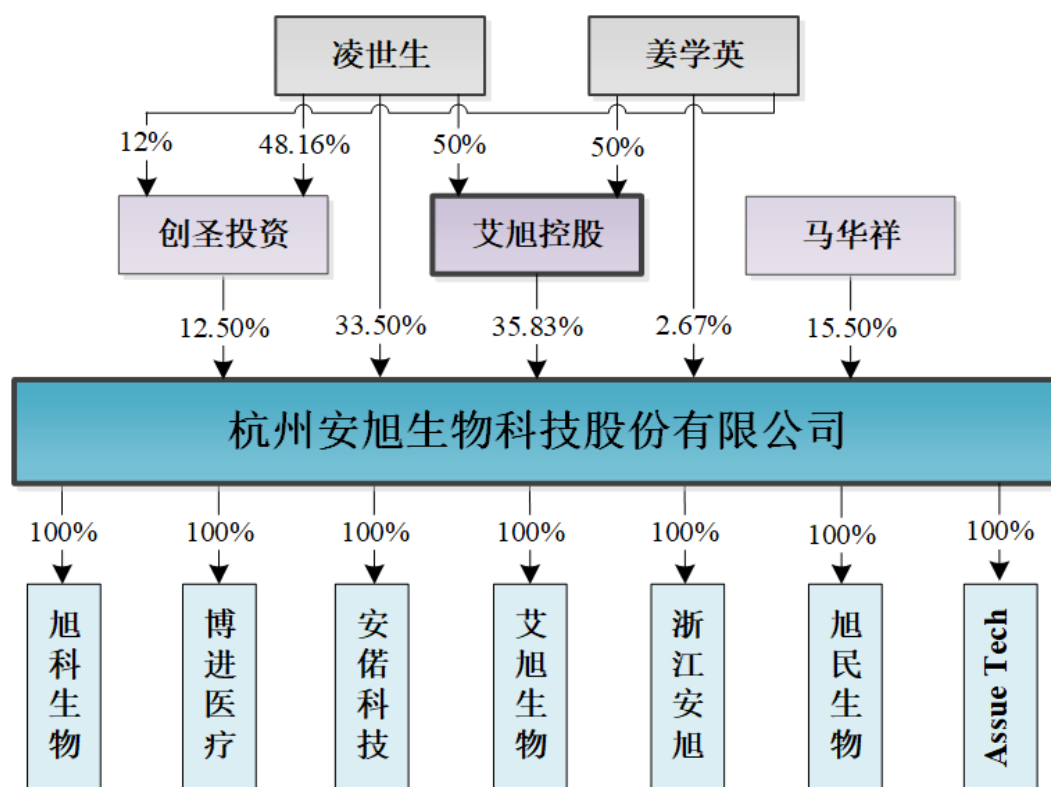 凌世生
姜学英
12%
48.16%
50%
50%
创圣投资
艾旭控股
马华祥
12.50%
33.50%
35.83%
2.67%
15.50%
杭州安旭生物科技股份有限公司
100%
100%
100%
100%
100%
100%
100%
旭科生物
博进医疗
安偌科技
艾旭生物
浙江安旭
旭民生物
Assue Tech